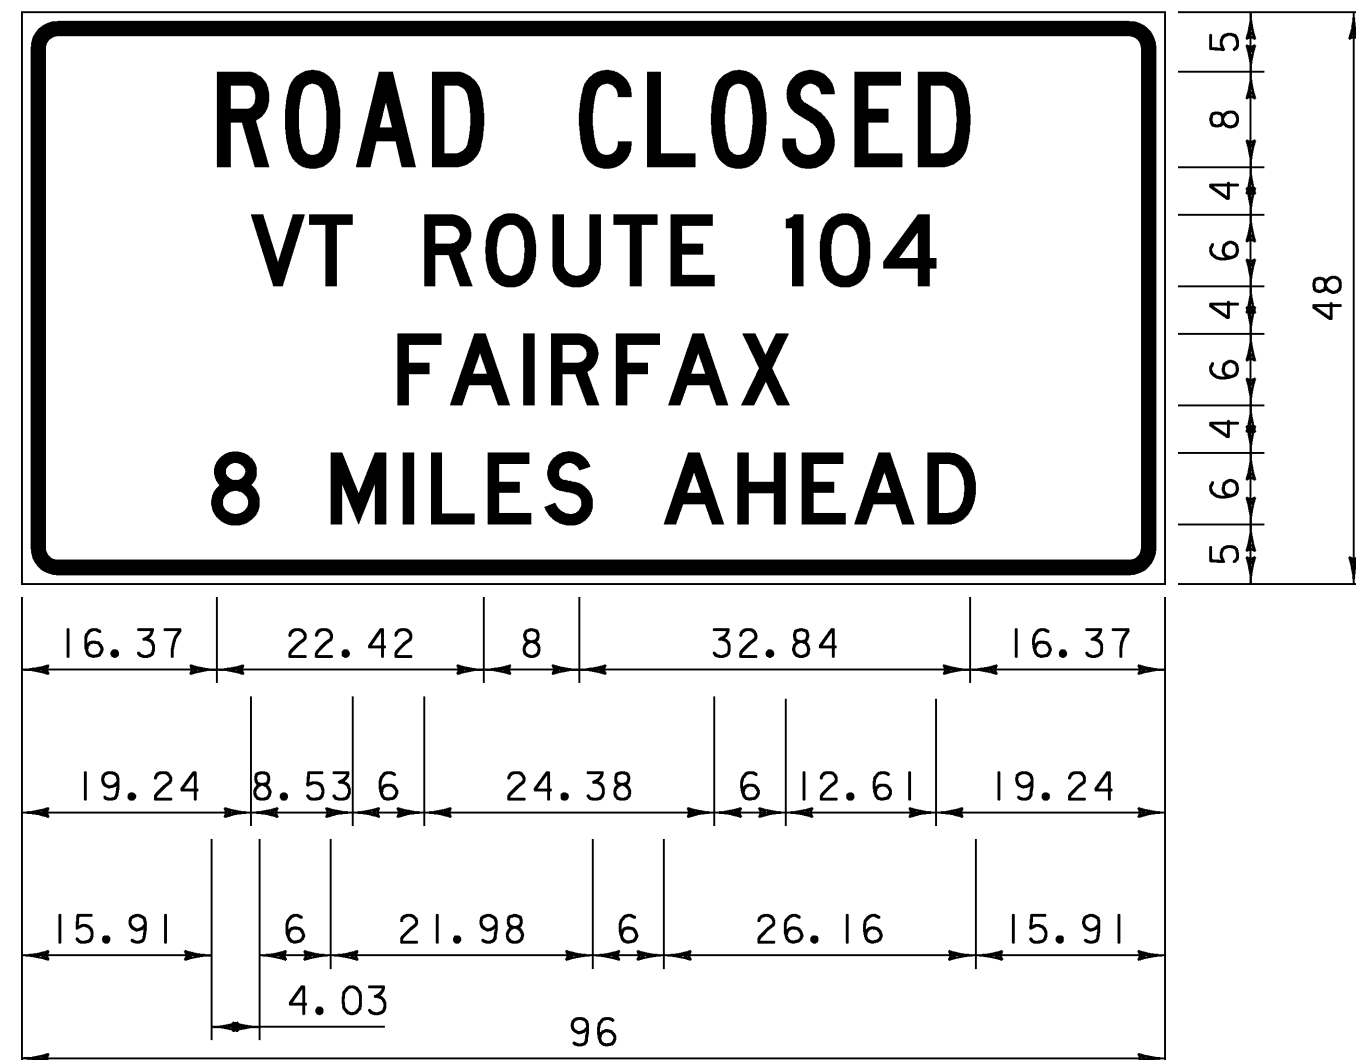 ROAD CLOSED
VT ROUTE 104
FAIRFAX
8 MILES AHEAD
5
8
4
6
4
6
4
6
5
48
16.37 22.42 8 32.84 16.37
19.24 8.53 6 24.38 6 12.61 19.24
15.91 6 21.98 6 26.16 15.91
4.03
96